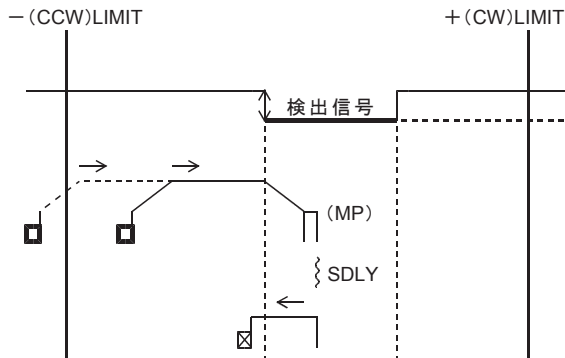 －(CCW)LIMIT
＋(CW)LIMIT
検出信号
(MP)
SDLY